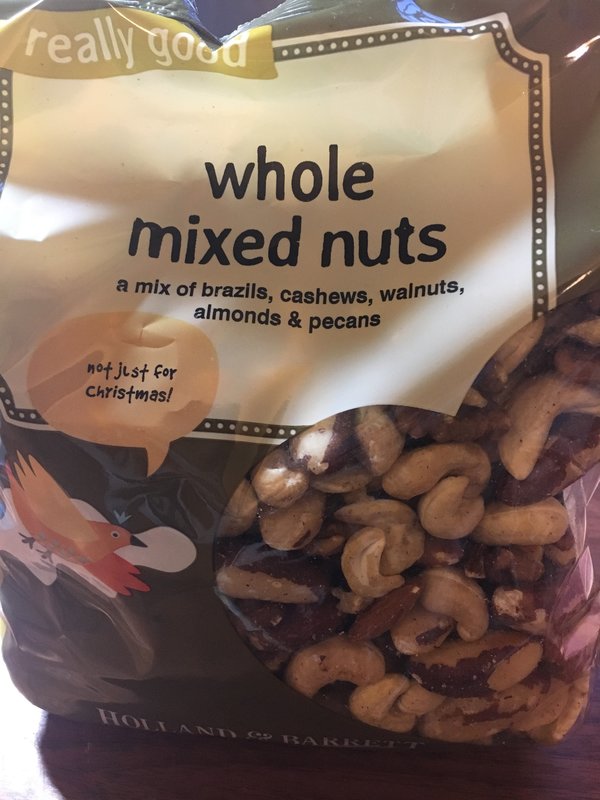 really good
whole
mixed nuts
a mix of brazils, cashews, walnuts,
almonds & pecans
not just for
Christmas!
HOLLAND & BARRETT